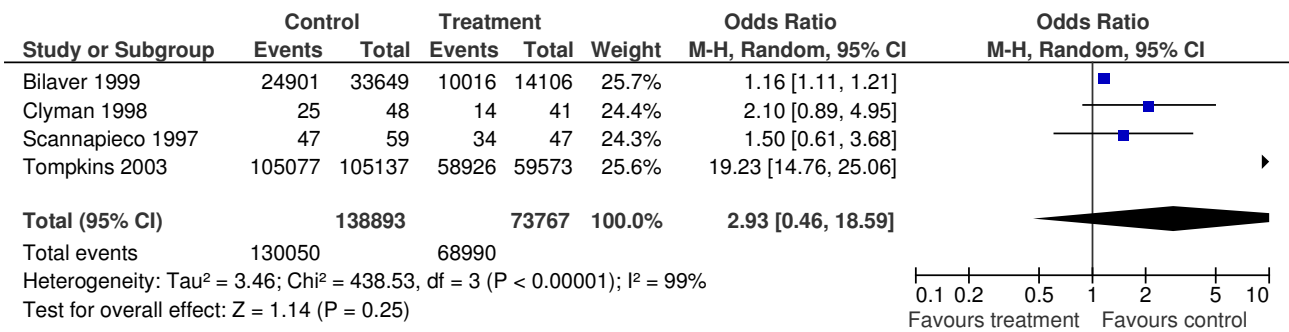 Control Treatment Odds Ratio Odds Ratio
Study or Subgroup Events Total Events Total Weight M-H, Random, 95% CI M-H, Random, 95% CI
Bilaver 1999 24901 33649 10016 14106 25.7% 1.16 [1.11, 1.21]
Clyman 1998 25 48 14 41 24.4% 2.10 [0.89, 4.95]
Scannapieco 1997 47 59 34 47 24.3% 1.50 [0.61, 3.68]
Tompkins 2003 105077 105137 58926 59573 25.6% 19.23 [14.76, 25.06]
Total (95% CI) 138893 73767 100.0% 2.93 [0.46, 18.59]
Total events 130050 68990
Heterogeneity: Tau² = 3.46; Chi² = 438.53, df = 3 (P < 0.00001); I² = 99%
Test for overall effect: Z = 1.14 (P = 0.25)
0.1 0.2 0.5 1 2 5 10
Favours treatment Favours control